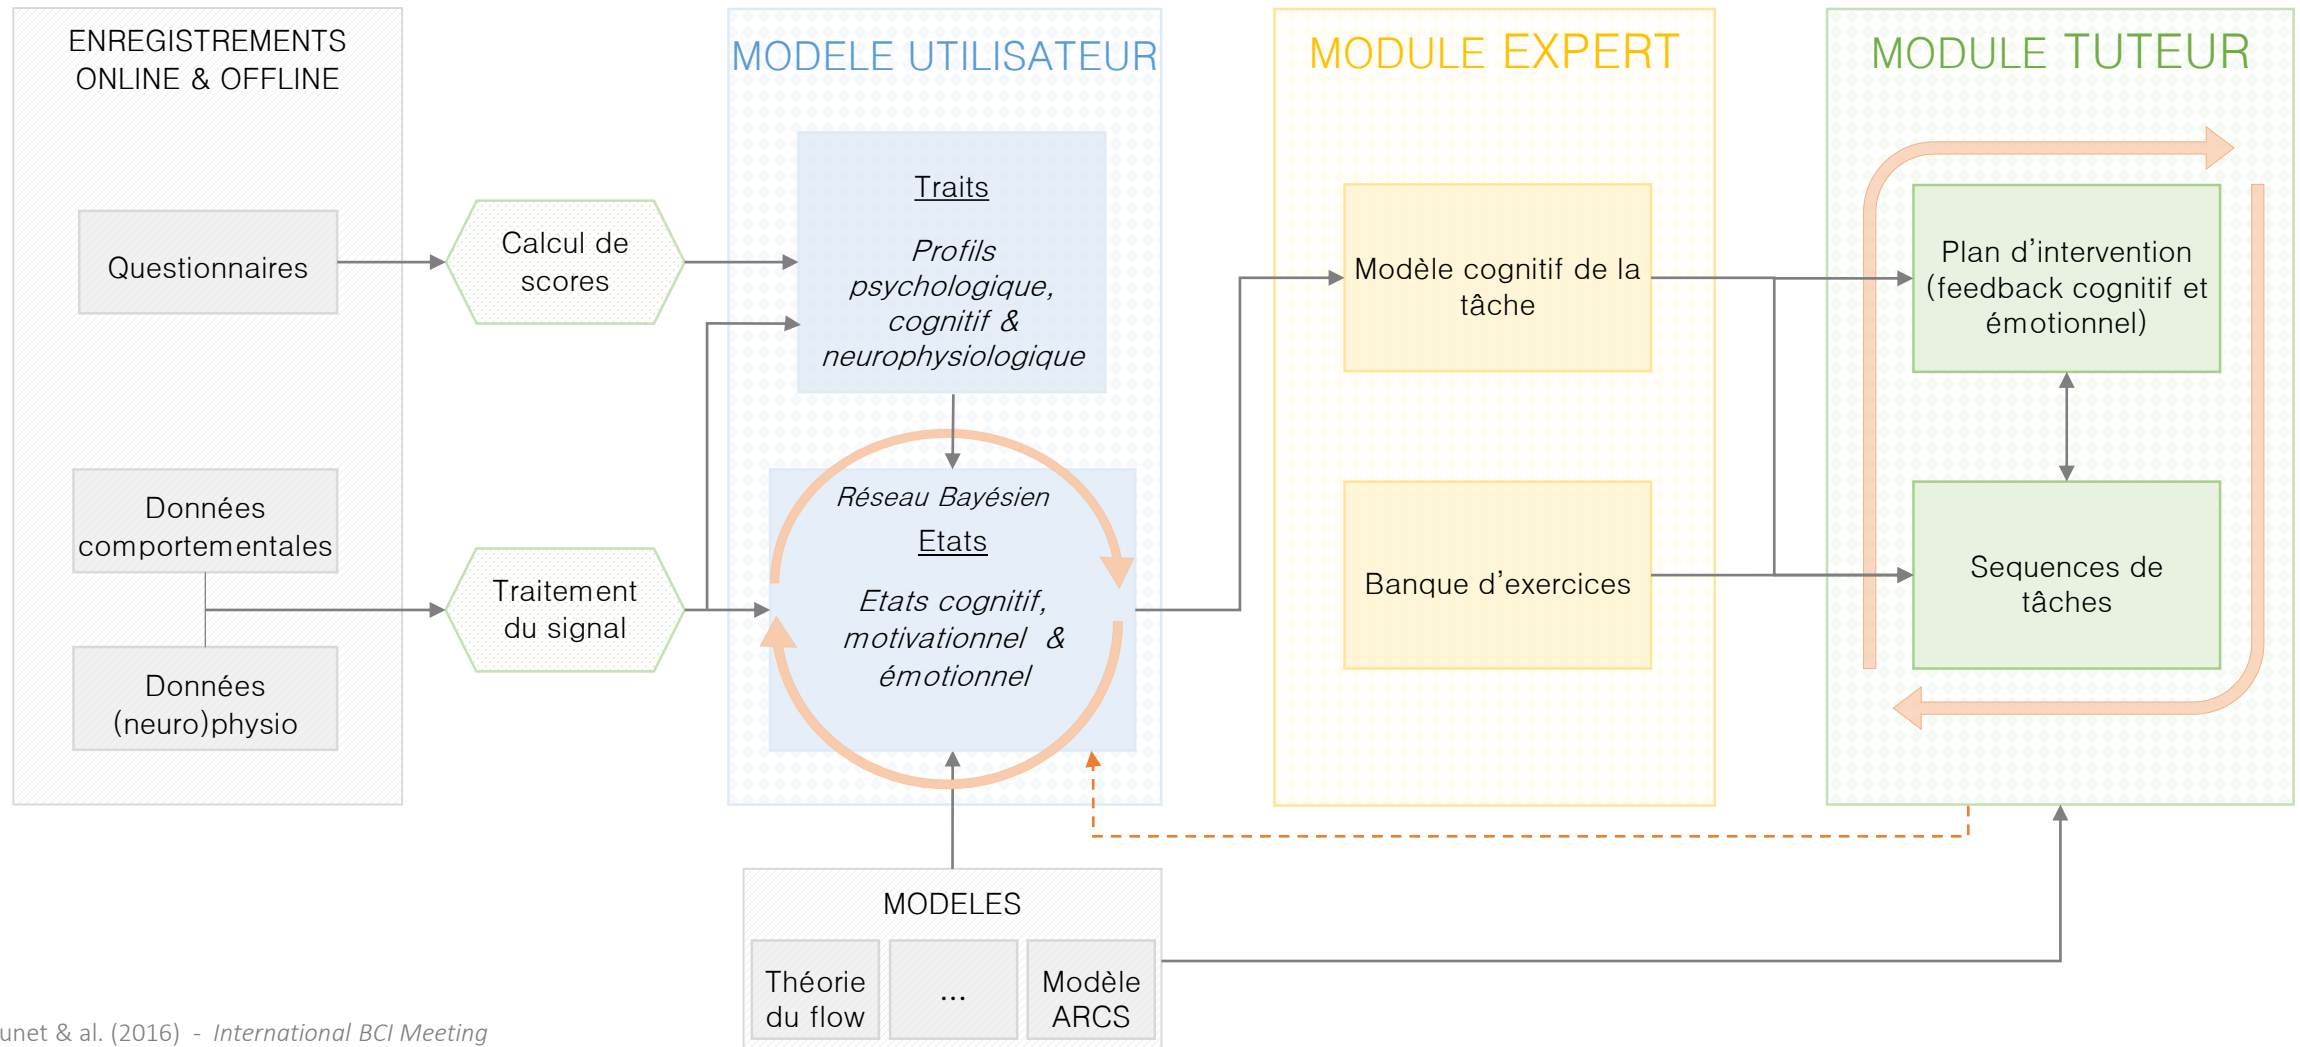 ENREGISTREMENTS
ONLINE & OFFLINE
Questionnaires
Données
comportementales
Données
(neuro)physio
Calcul de
scores
Traitement
du signal
MODELE UTILISATEUR
Traits
Profils
psychologique,
cognitif &
neurophysiologique
Réseau Bayésien
Etats
Etats cognitif,
motivationnel &
émotionnel
MODULE EXPERT
Modèle cognitif de la
tâche
Banque d'exercices
MODULE TUTEUR
Plan d'intervention
(feedback cognitif et
émotionnel)
Sequences de
tâches
MODELES
Théorie
du flow
...
Modèle
ARCS
& al. (2016) - International BCI Meeting